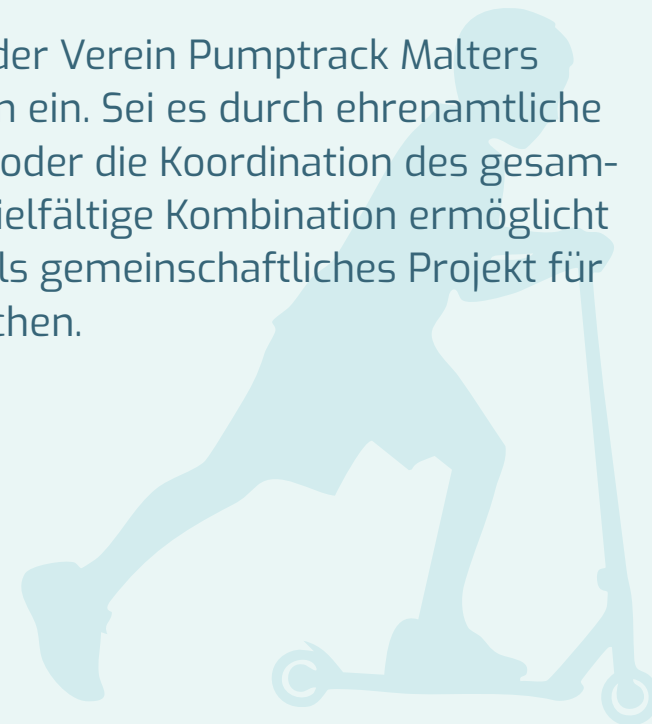 der Verein Pumptrack Malters
n ein. Sei es durch ehrenamtliche
oder die Koordination des gesam-
ielfältige Kombination ermöglicht
ls gemeinschaftliches Projekt für
chen.